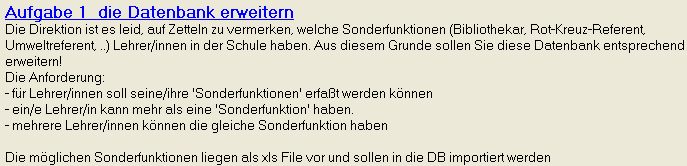 Aufgabe 1  die Datenbank erweitern
Die Direktion ist es leid, auf Zetteln zu vermerken, welche Sonderfunktionen (Bibliothekar, Rot-Kreuz-Referent,
Umweltreferent, ..) Lehrer/innen in der Schule haben. Aus diesem Grunde sollen Sie diese Datenbank entsprechend
erweitern!
Die Anforderung:
- für Lehrer/innen soll seine/ihre 'Sonderfunktionen' erfaßt werden können
- ein/e Lehrer/in kann mehr als eine 'Sonderfunktion' haben.
- mehrere Lehrer/innen können die gleiche Sonderfunktion haben
Die möglichen Sonderfunktionen liegen als xls File vor und sollen in die DB importiert werden